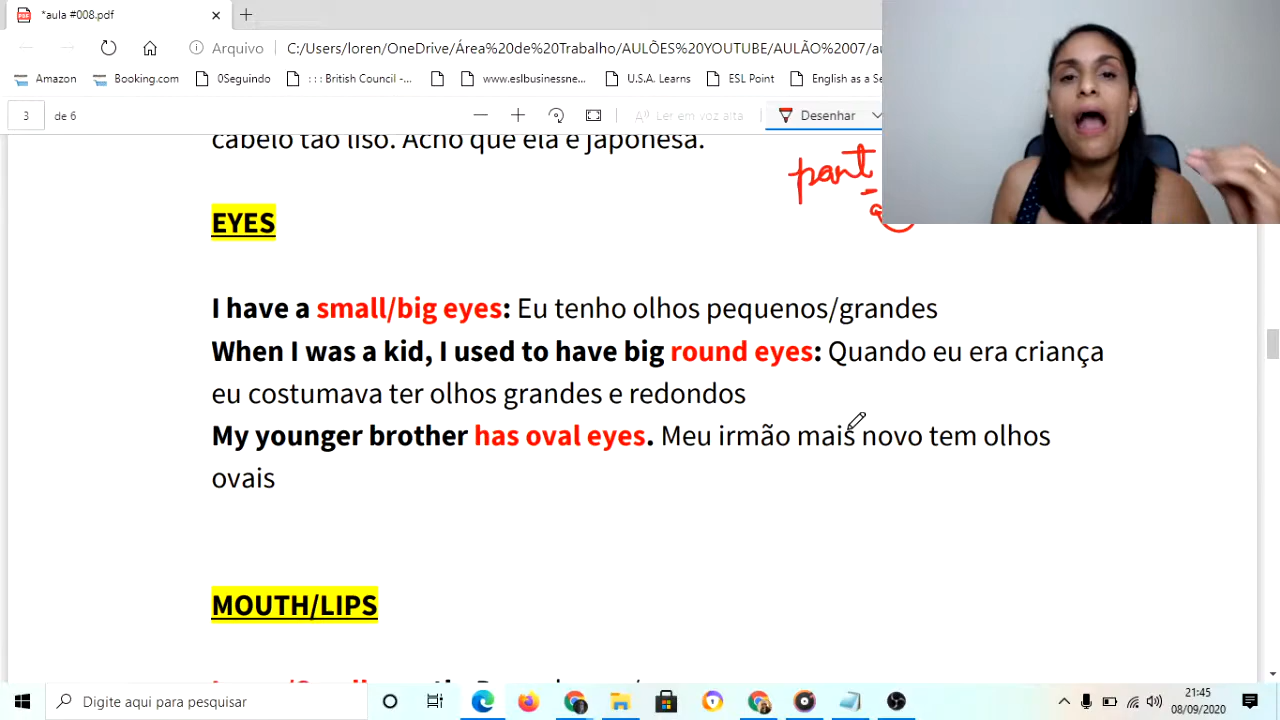 *aula #008.pdf
Arquivo C:/Users/loren/OneDrive/Área%20de%20Trabalho/AULÕES%20YOUTUBE/AULÃO%2007/au
Amazon Booking.com 0Seguindo : : : British Council -... www.eslbusinessne... U.S.A. Learns ESL Point English as a Se
3 de 6 Ler em voz alta Desenhar
cabelo tão liso. Acho que ela é japonesa.
part
EYES
I have a small/big eyes: Eu tenho olhos pequenos/grandes
When I was a kid, I used to have big round eyes: Quando eu era criança
eu costumava ter olhos grandes e redondos
My younger brother has oval eyes. Meu irmão mais novo tem olhos
ovais
MOUTH/LIPS
Digite aqui para pesquisar
21:45
08/09/2020